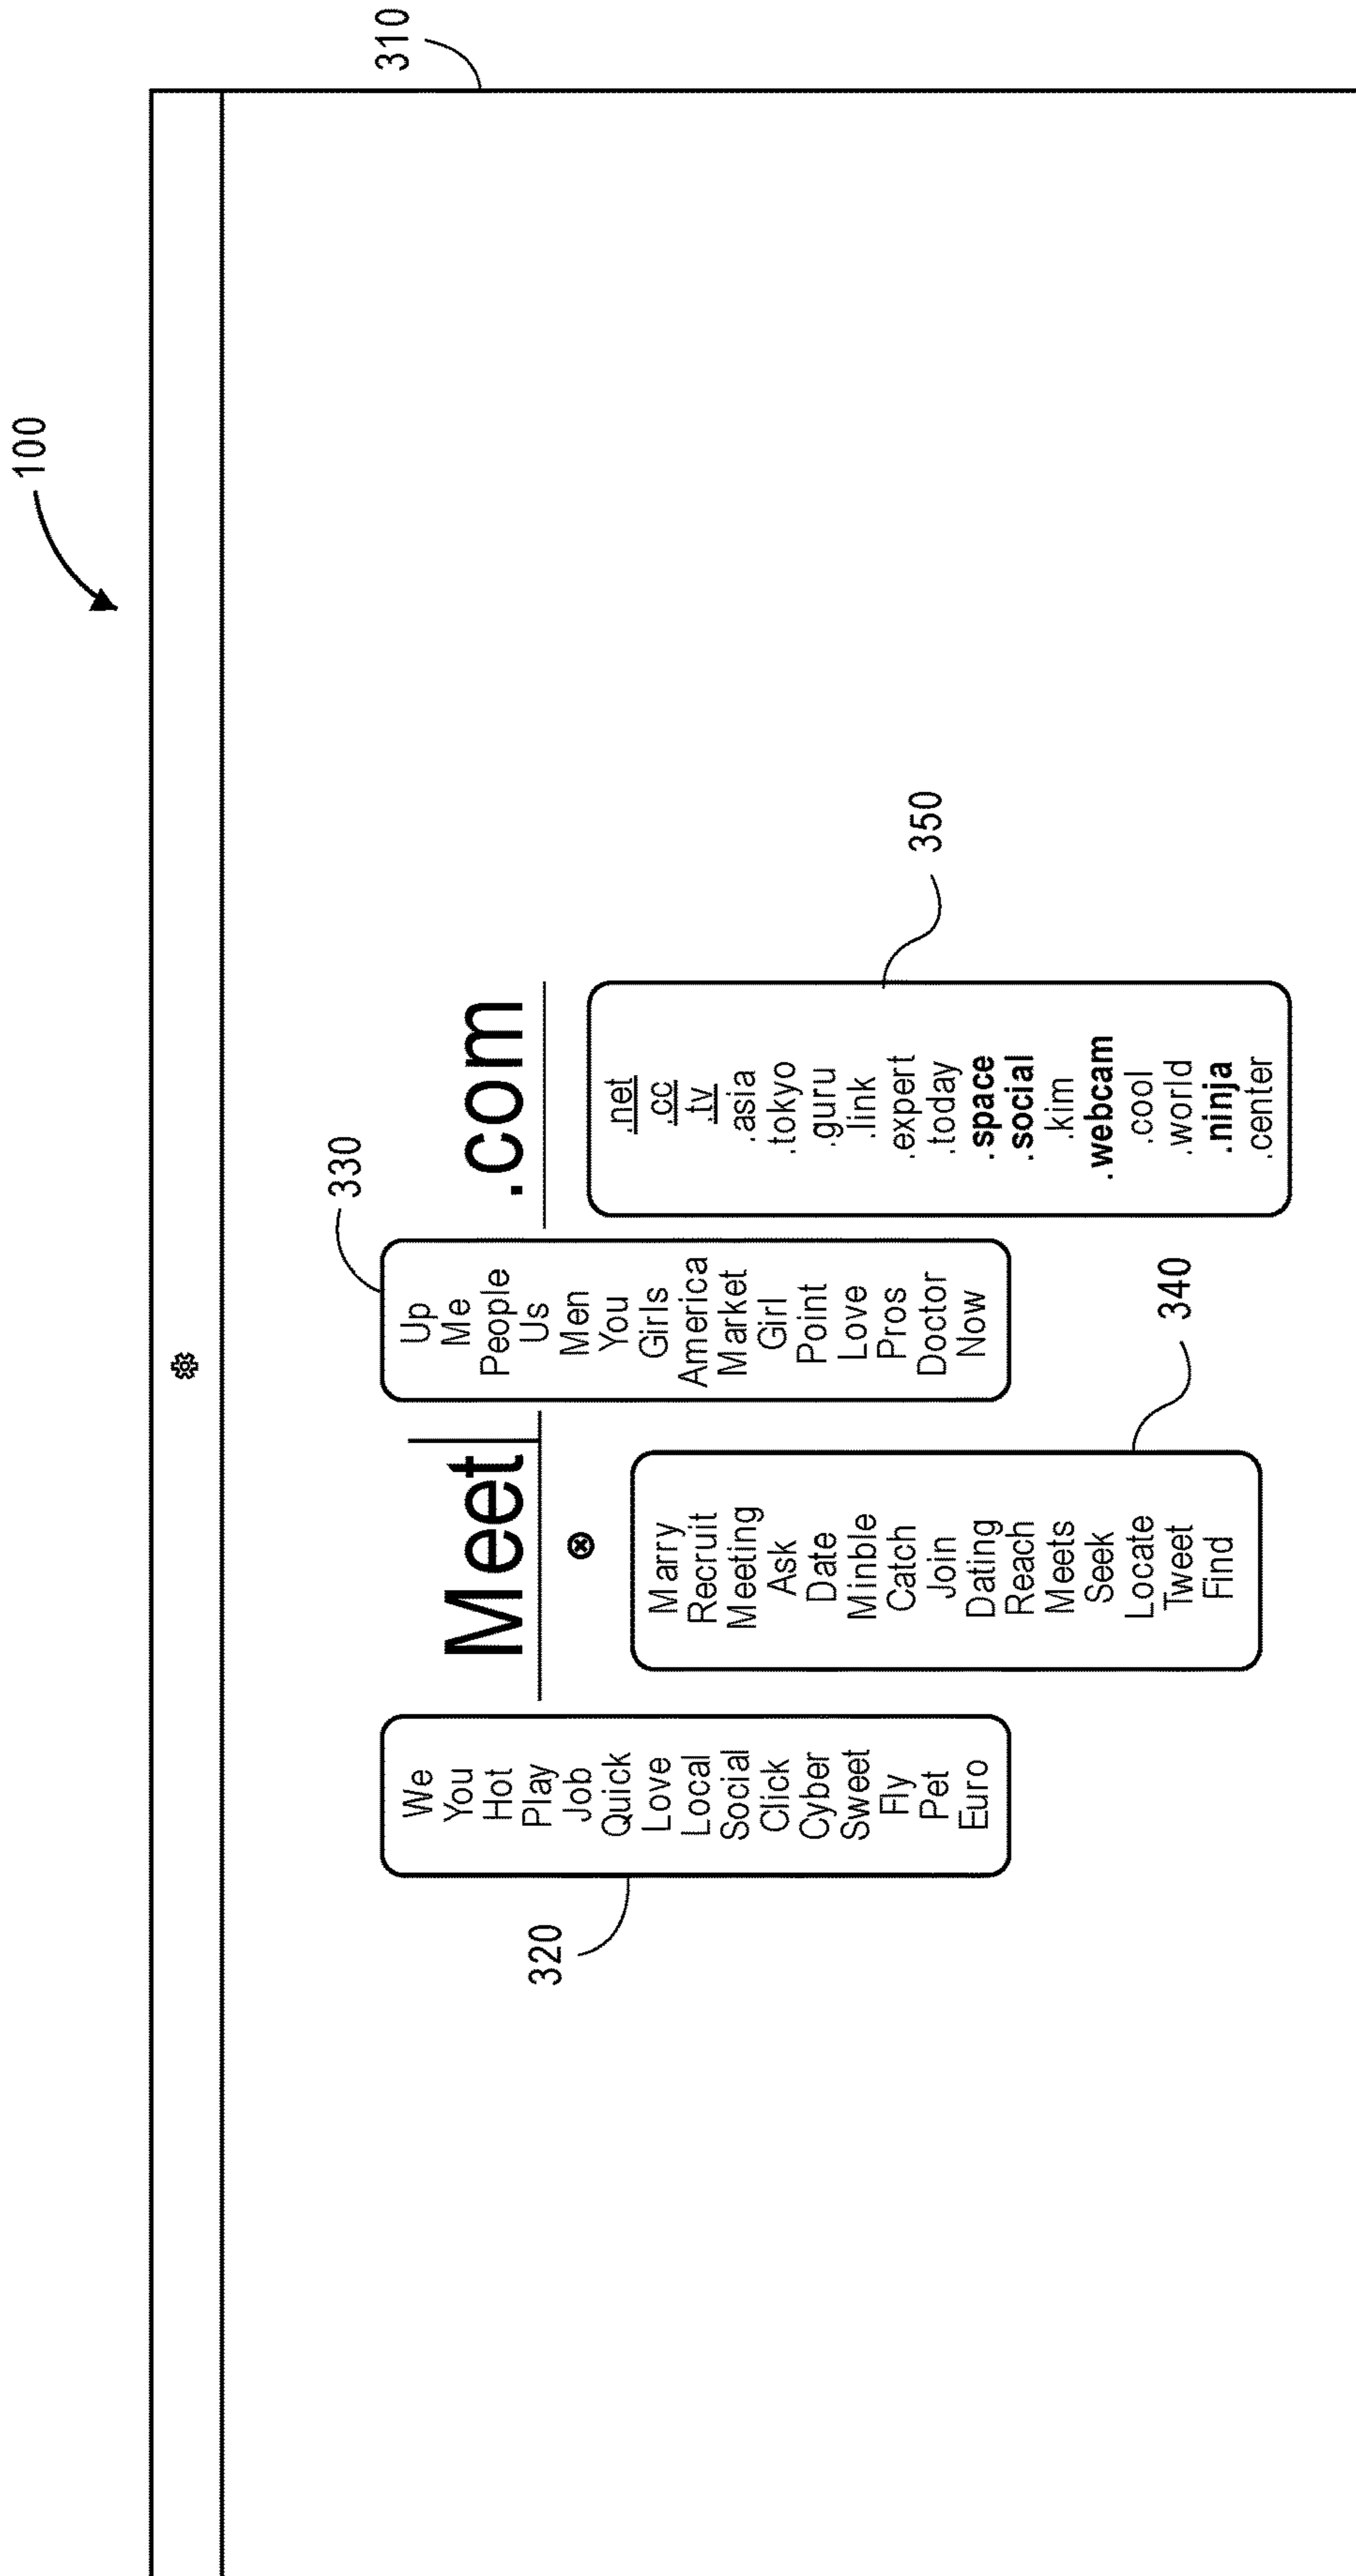 100
310
320
We
You
Hot
Play
Job
Quick
Love
Local
Social
Click
Cyber
Sweet
Fly
Pet
Euro
Meet
Marry
Recruit
Meeting
Ask
Date
Minble
Catch
Join
Dating
Reach
Meets
Seek
Locate
Tweet
Find
340
330
Up
Me
People
Us
Men
You
Girls
America
Market
Girl
Point
Love
Pros
Doctor
Now
.com
.net
.cc
.tv
.asia
.tokyo
.guru
.link
.expert
.today
.space
.social
.kim
.webcam
.cool
.world
.ninja
.center
350